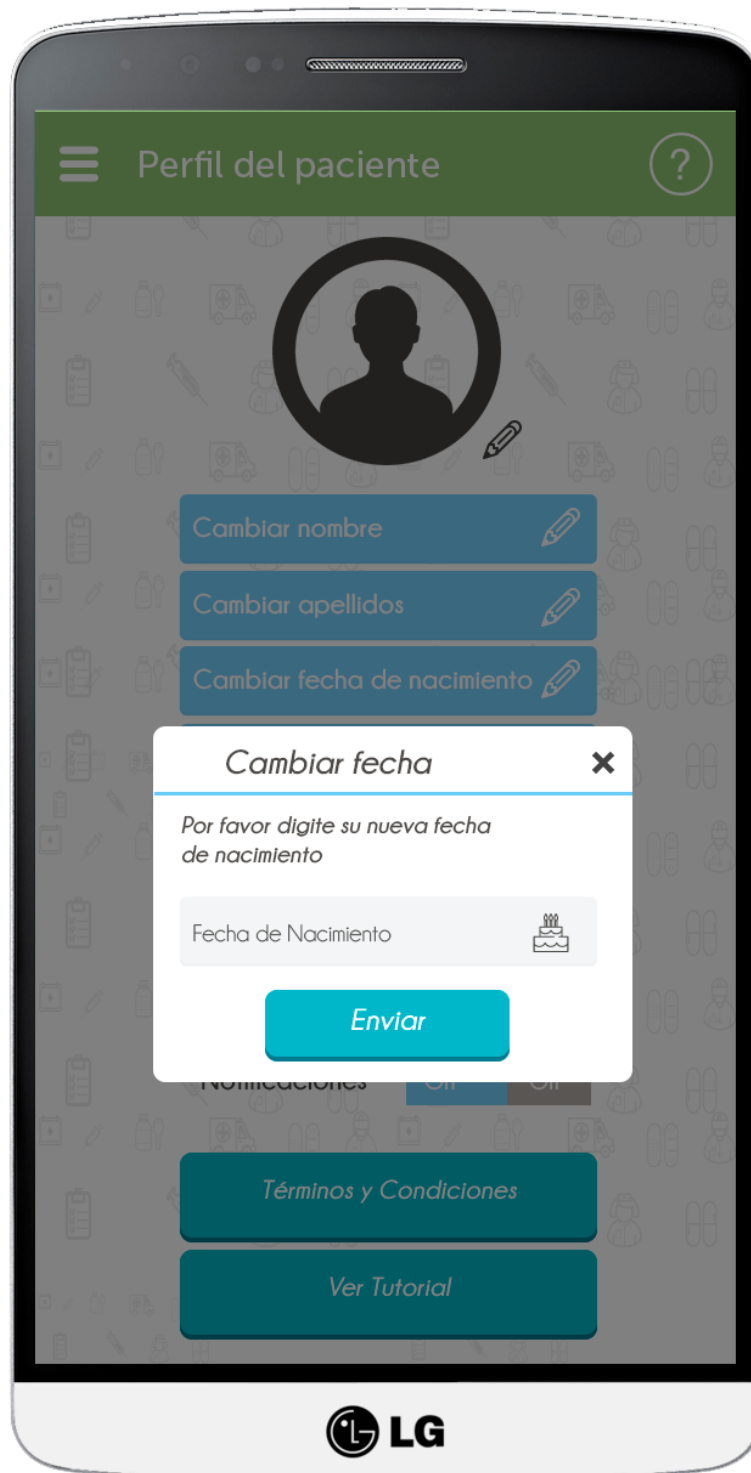 Perfil del paciente
?
Cambiar nombre
Cambiar apellidos
Cambiar fecha de nacimiento
Cambiar fecha
Por favor digite su nueva fecha
de nacimiento
Fecha de Nacimiento
Enviar
Notificaciones
Términos y Condiciones
Ver Tutorial
LG